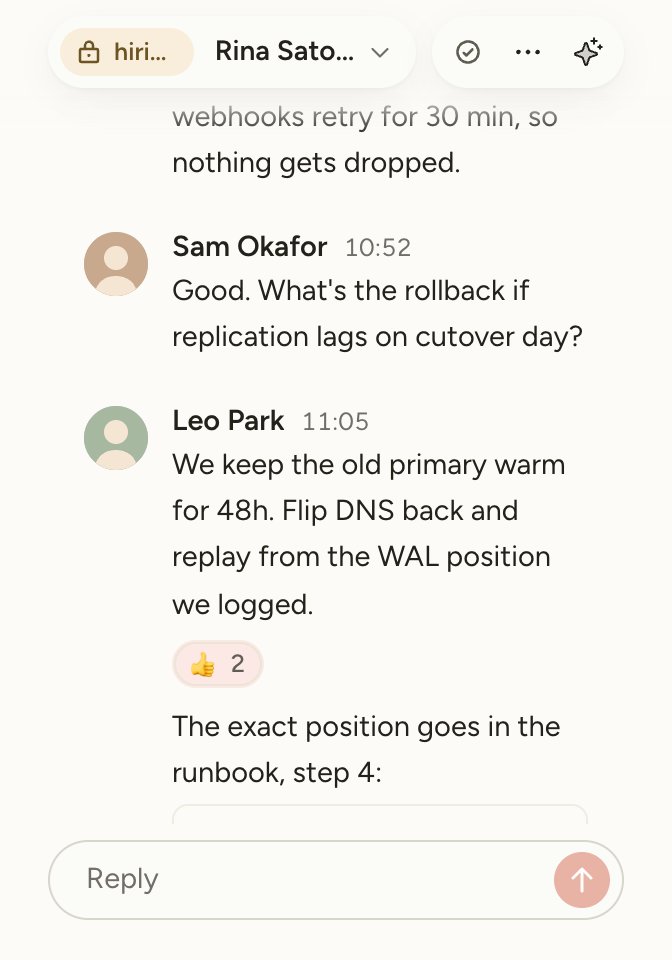 hiri... Rina Sato...
webhooks retry for 30 min, so
nothing gets dropped.
Sam Okafor 10:52
Good. What's the rollback if
replication lags on cutover day?
Leo Park 11:05
We keep the old primary warm
for 48h. Flip DNS back and
replay from the WAL position
we logged.
👍 2
The exact position goes in the
runbook, step 4:
Reply